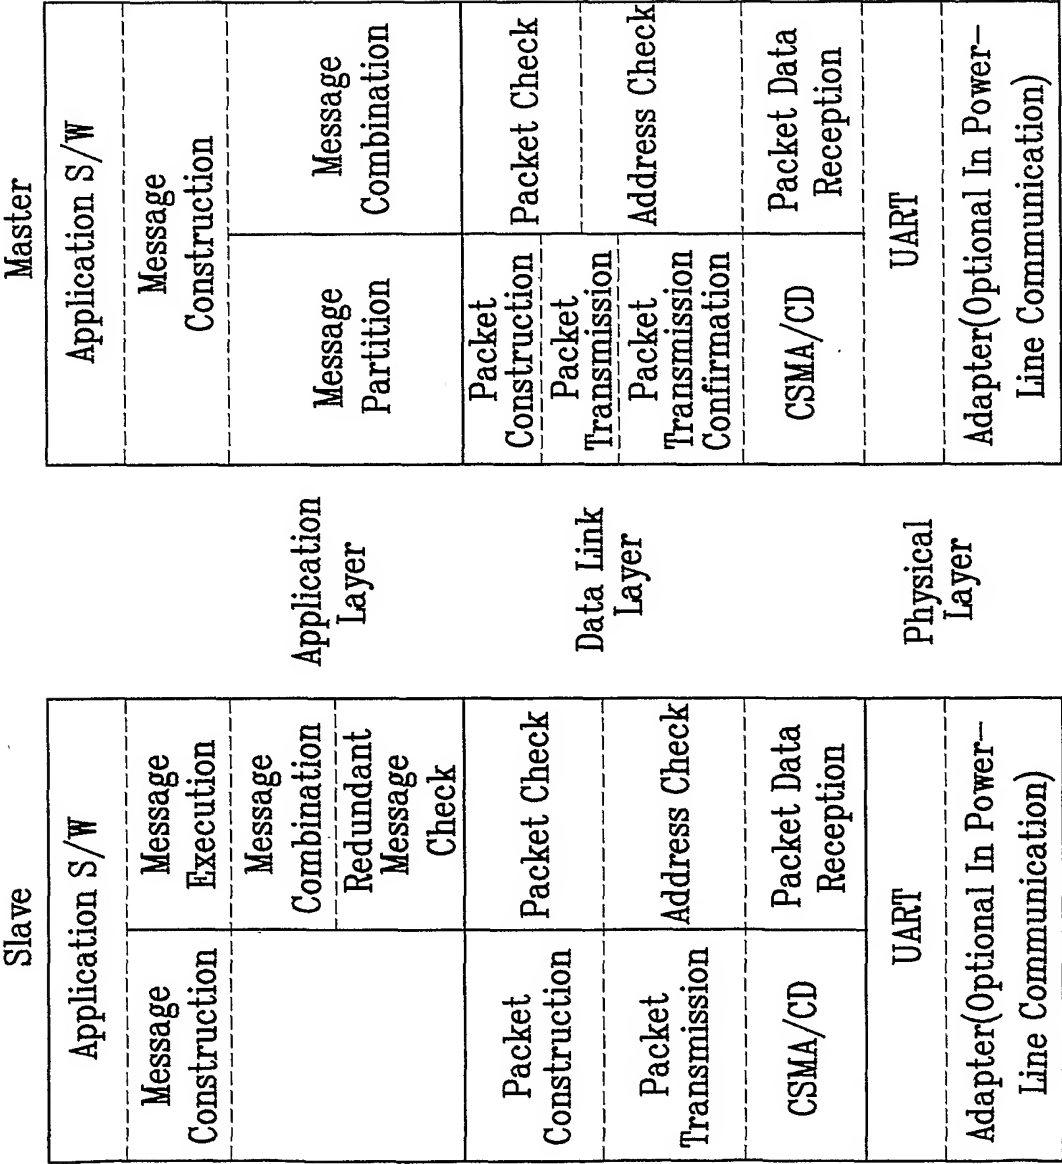 Slave
Application S/W
Message
Construction
Message
Execution
Message
Combination
Redundant
Message
Check
Packet
Construction
Packet Check
Packet
Transmission
Address Check
CSMA/CD
Packet Data
Reception
UART
Adapter(Optional In Power-
Line Communication)
Application
Layer
Data Link
Layer
Physical
Layer
Master
Application S/W
Message
Construction
Message
Partition
Message
Combination
Packet
Construction
Packet
Transmission
Packet
Transmission
Confirmation
Packet Check
Address Check
CSMA/CD
Packet Data
Reception
UART
Adapter(Optional In Power-
Line Communication)